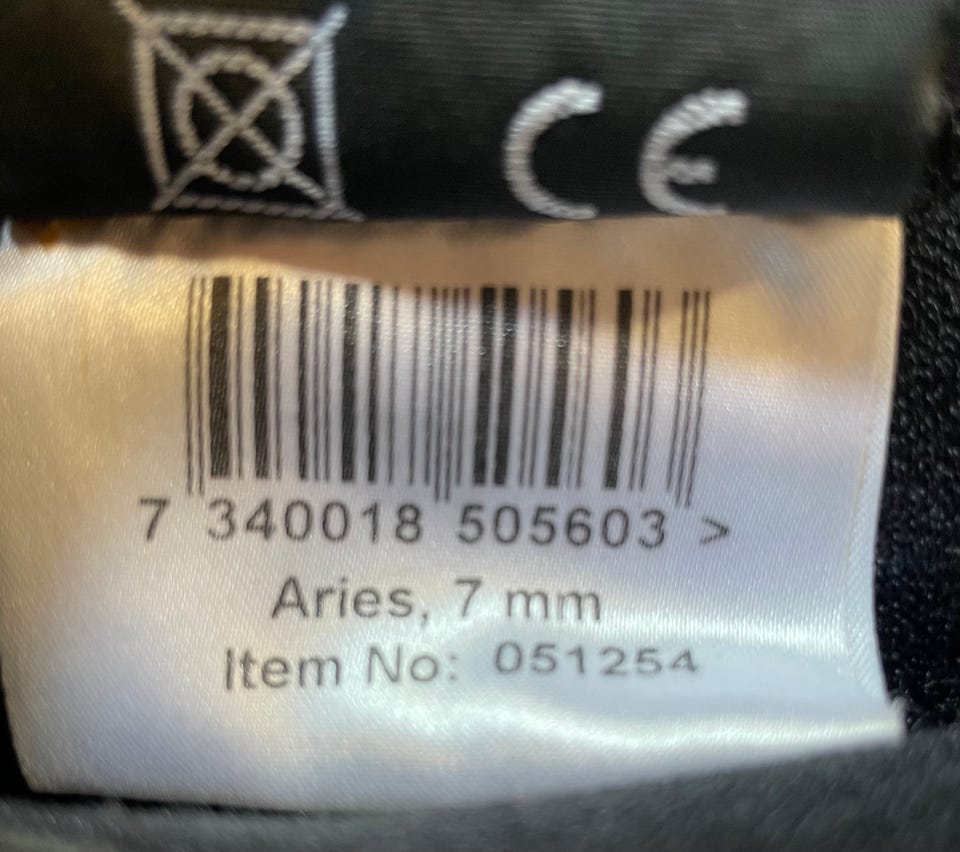 CE
7 340018 505603 >
Aries, 7 mm
Item No: 051254